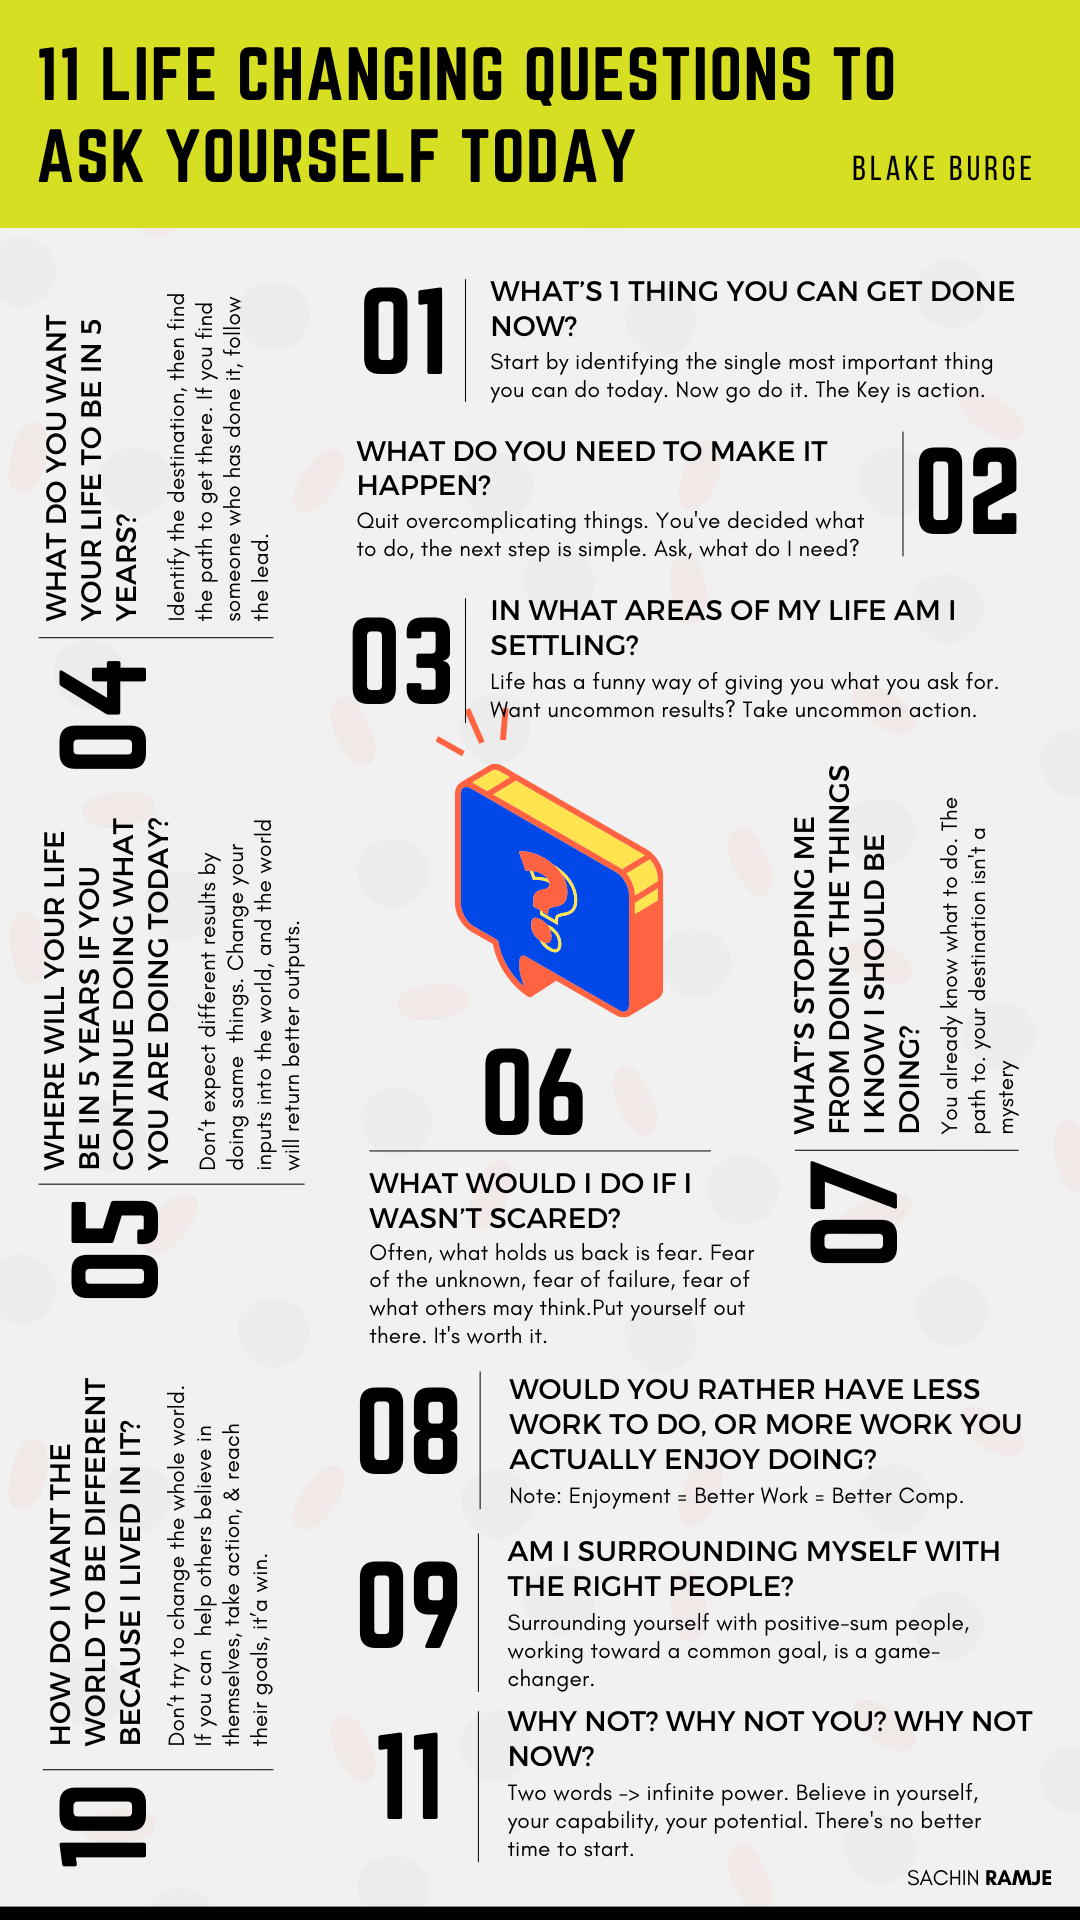 11 LIFE CHANGING QUESTIONS TO
ASK YOURSELF TODAY
BLAKE BURGE
01
WHAT'S 1 THING YOU CAN GET DONE
NOW?
Start by identifying the single most important thing
you can do today. Now go do it. The Key is action.
02
WHAT DO YOU NEED TO MAKE IT
HAPPEN?
Quit overcomplicating things. You've decided what
to do, the next step is simple. Ask, what do I need?
03
IN WHAT AREAS OF MY LIFE AM I
SETTLING?
Life has a funny way of giving you what you ask for.
Want uncommon results? Take uncommon action.
04
WHAT DO YOU WANT
YOUR LIFE TO BE IN 5
YEARS?
Identify the destination, then find
the path to get there. If you find
someone who has done it, follow
the lead.
05
WHERE WILL YOUR LIFE
BE IN 5 YEARS IF YOU
CONTINUE DOING WHAT
YOU ARE DOING TODAY?
Don't expect different results by
doing same things. Change your
inputs into the world, and the world
will return better outputs.
?
06
WHAT WOULD I DO IF I
WASN'T SCARED?
Often, what holds us back is fear. Fear
of the unknown, fear of failure, fear of
what others may think.Put yourself out
there. It's worth it.
07
WHAT'S STOPPING ME
FROM DOING THE THINGS
I KNOW I SHOULD BE
DOING?
You already know what to do. The
path to. your destination isn't a
mystery
08
WOULD YOU RATHER HAVE LESS
WORK TO DO, OR MORE WORK YOU
ACTUALLY ENJOY DOING?
Note: Enjoyment = Better Work = Better Comp.
09
AM I SURROUNDING MYSELF WITH
THE RIGHT PEOPLE?
Surrounding yourself with positive-sum people,
working toward a common goal, is a game-
changer.
10
HOW DO I WANT THE
WORLD TO BE DIFFERENT
BECAUSE I LIVED IN IT?
Don't try to change the whole world.
If you can help others believe in
themselves, take action, & reach
their goals, it'a win.
11
WHY NOT? WHY NOT YOU? WHY NOT
NOW?
Two words -> infinite power. Believe in yourself,
your capability, your potential. There's no better
time to start.
SACHIN RAMJE